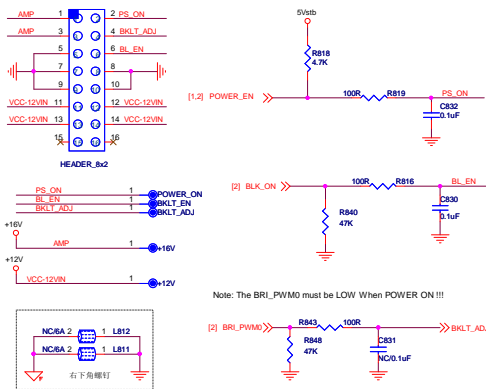 AMP 1 2 PS_ON
AMP 3 4 BKLT_ADJ
5 6 BL_EN
7 8
9 10
VCC-12VIN 11 12 VCC-12VIN
VCC-12VIN 13 14 VCC-12VIN
15 16
HEADER_8x2
PS_ON 1 POWER_ON
BL_EN 1 BKLT_EN
BKLT_ADJ 1 BKLT_ADJ
+16V
AMP 1 +16V
+12V
VCC-12VIN 1 +12V
NC/6A 2 1 L812
NC/6A 2 1 L811
右下角螺钉
5Vstb
R818
4.7K
[1,2] POWER_EN 100R R819 PS_ON
C832
0.1uF
[2] BLK_ON 100R R816 BL_EN
R840
47K
C830
0.1uF
Note: The BRI_PWM0 must be LOW When POWER ON !!!
[2] BRI_PWM0 R843 100R BKLT_ADJ
R848
47K
C831
NC/0.1uF